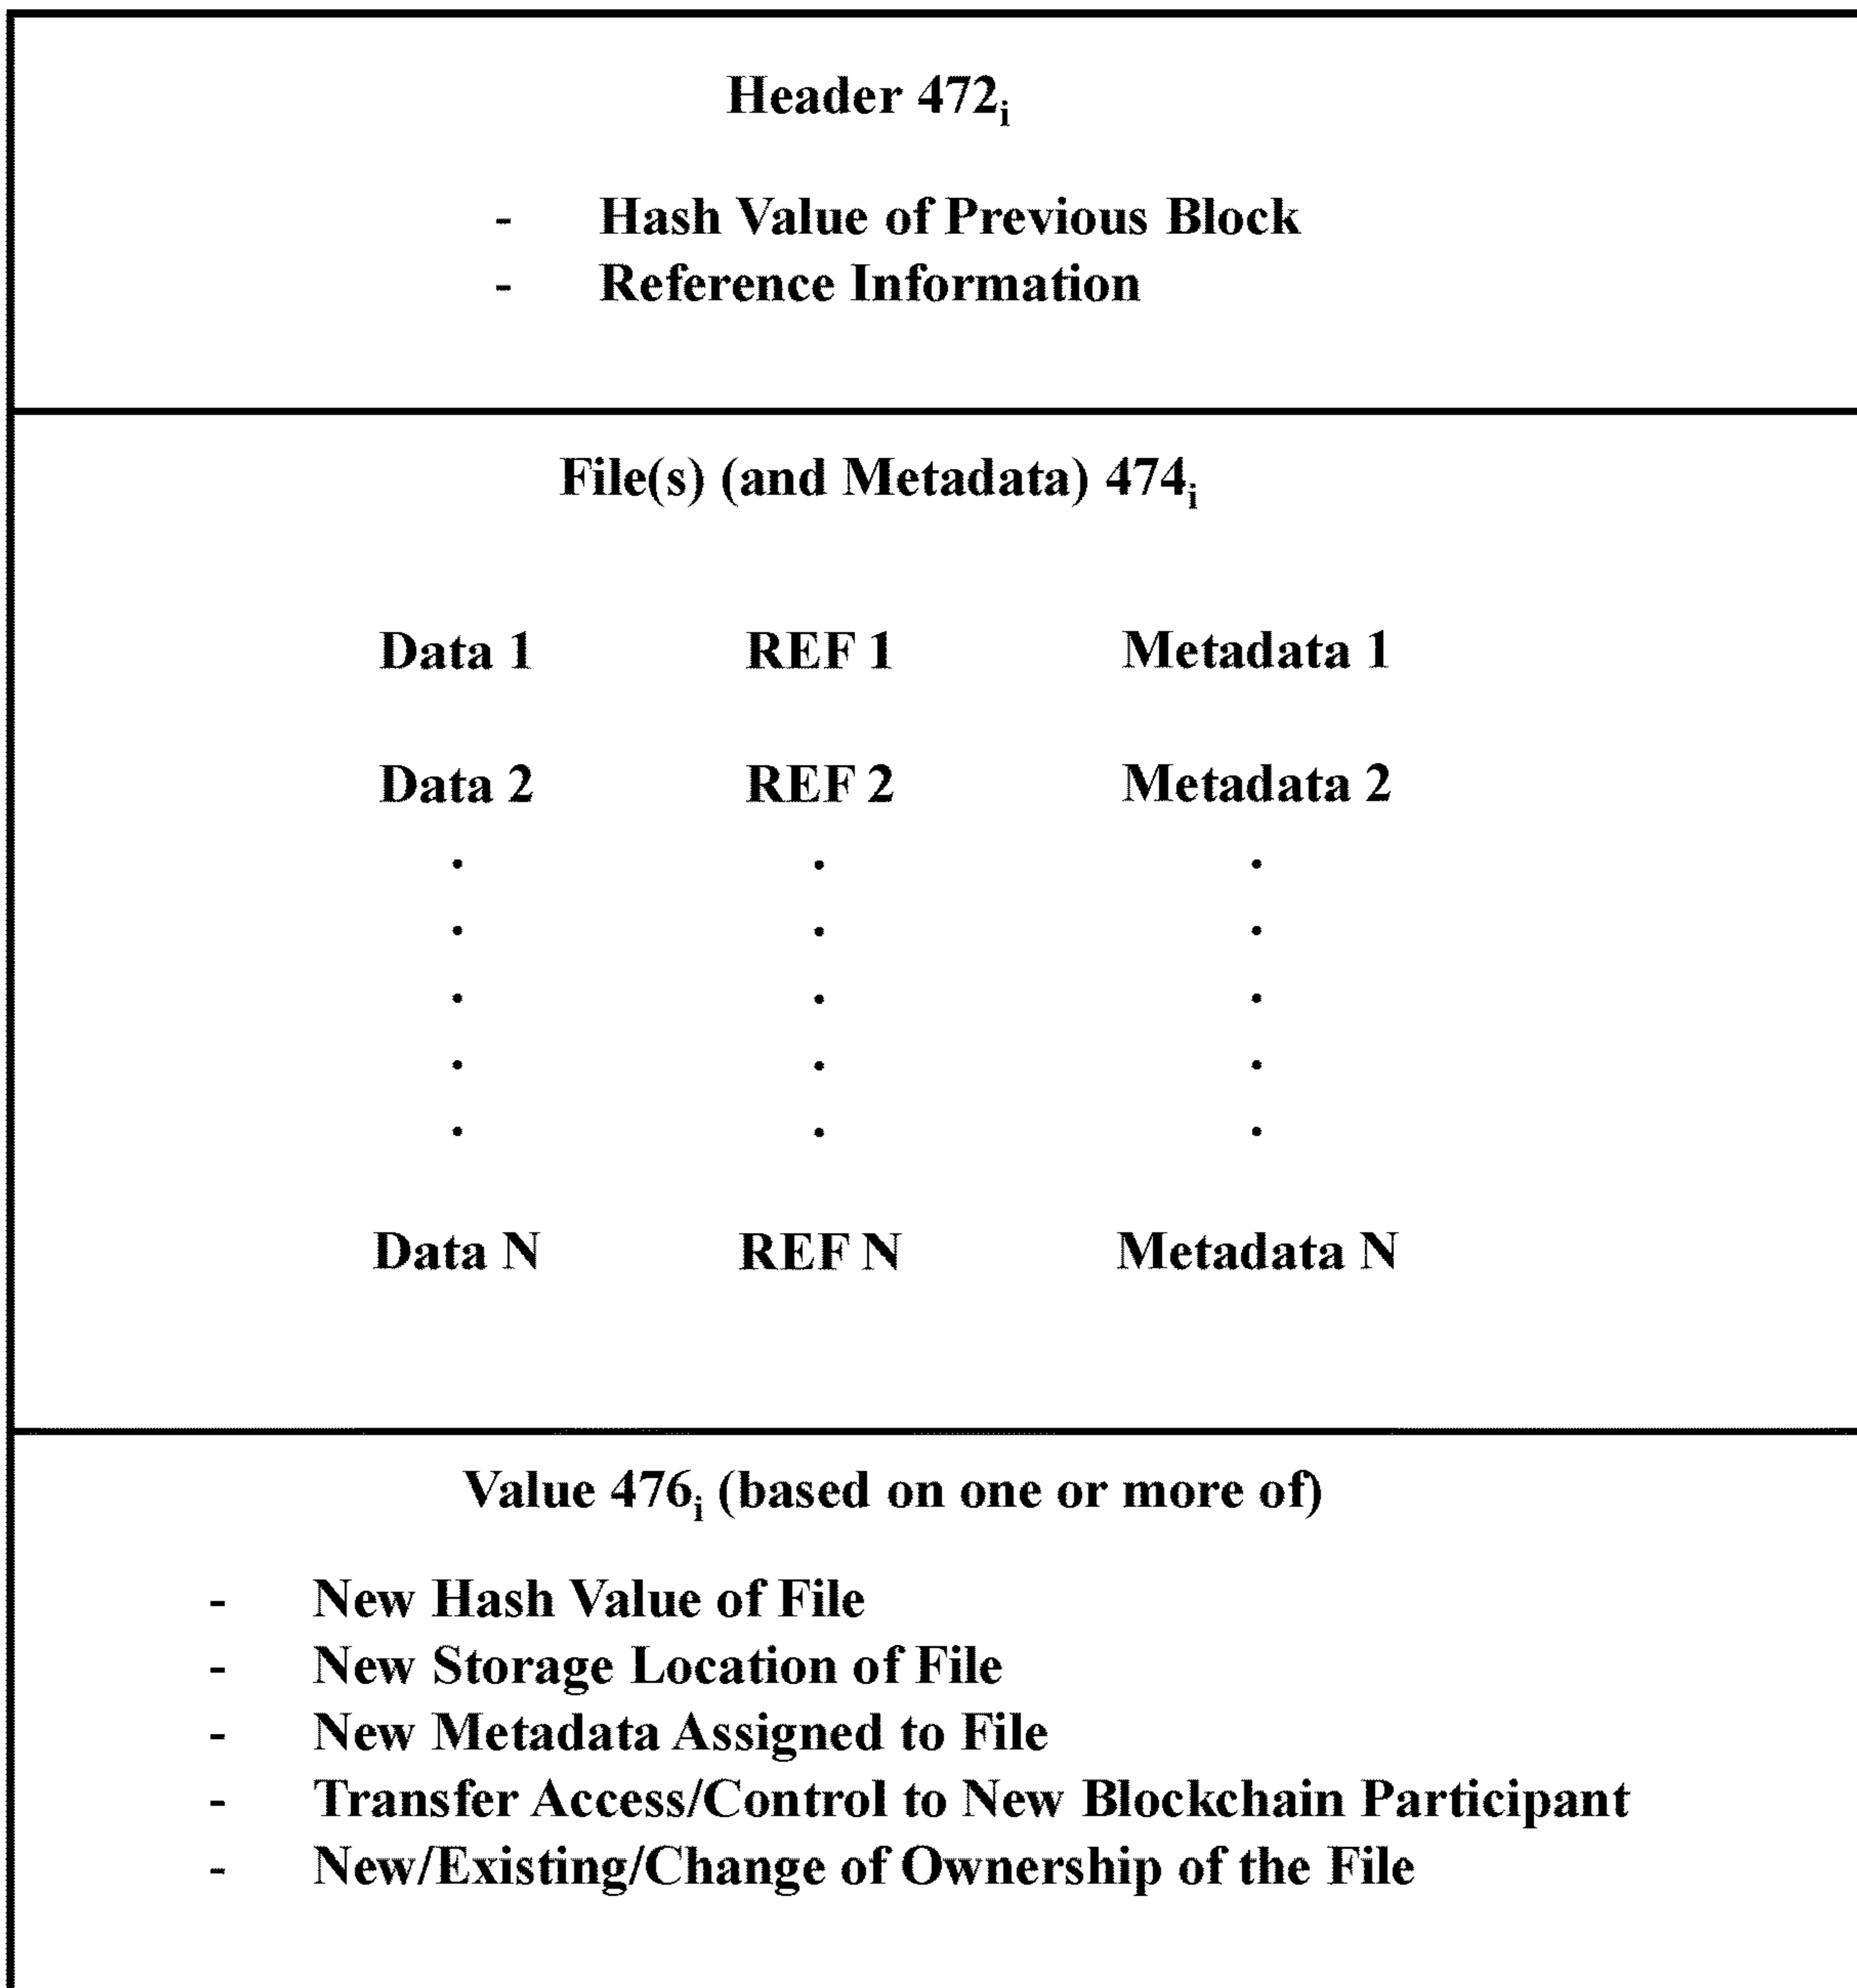 Header 472i
- Hash Value of Previous Block
- Reference Information
File(s) (and Metadata) 474i
Data 1 REF 1 Metadata 1
Data 2 REF 2 Metadata 2
. . .
. . .
. . .
. . .
. . .
Data N REF N Metadata N
Value 476i (based on one or more of)
- New Hash Value of File
- New Storage Location of File
- New Metadata Assigned to File
- Transfer Access/Control to New Blockchain Participant
- New/Existing/Change of Ownership of the File